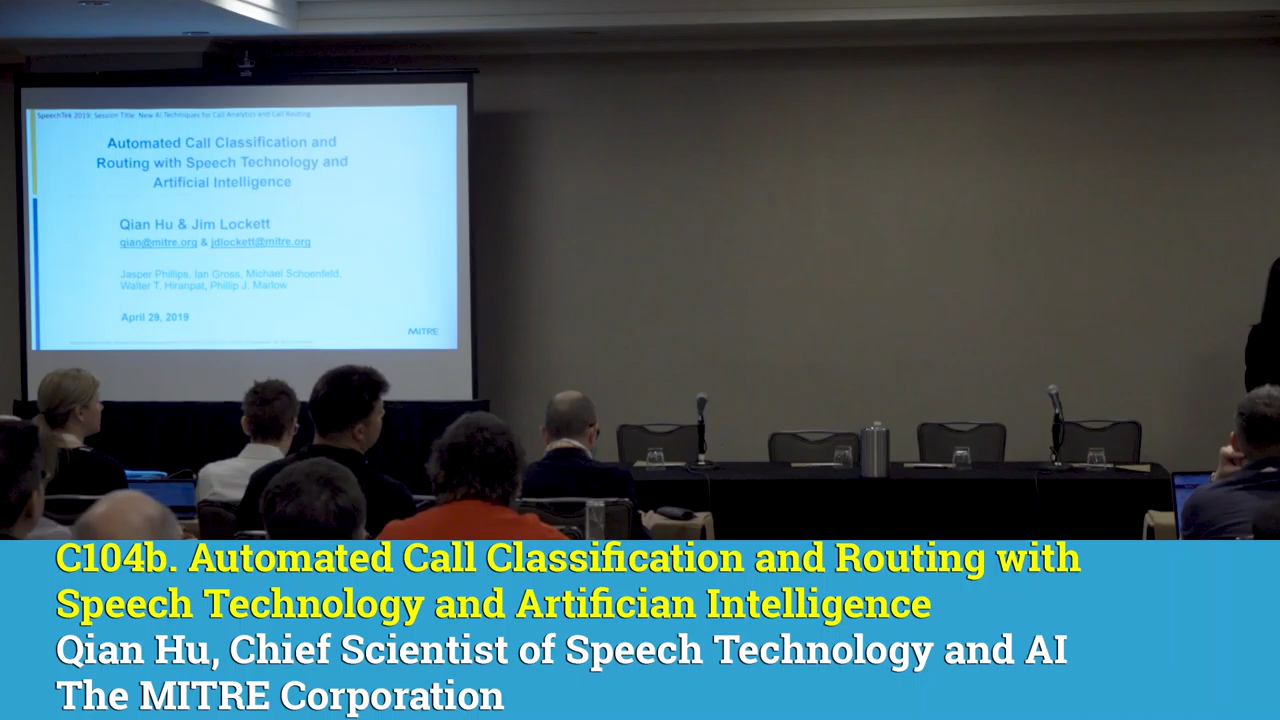 SpeechTek 2019: Session Title: New AI Techniques for Call Analytics and Call Routing
Automated Call Classification and
Routing with Speech Technology and
Artificial Intelligence
Qian Hu & Jim Lockett
qian@mitre.org & jdlockett@mitre.org
Jasper Phillips, Ian Gross, Michael Schoenfeld,
Walter T. Hiranpat, Phillip J. Marlow
April 29, 2019
MITRE
C104b. Automated Call Classification and Routing with
Speech Technology and Artifician Intelligence
Qian Hu, Chief Scientist of Speech Technology and AI
The MITRE Corporation